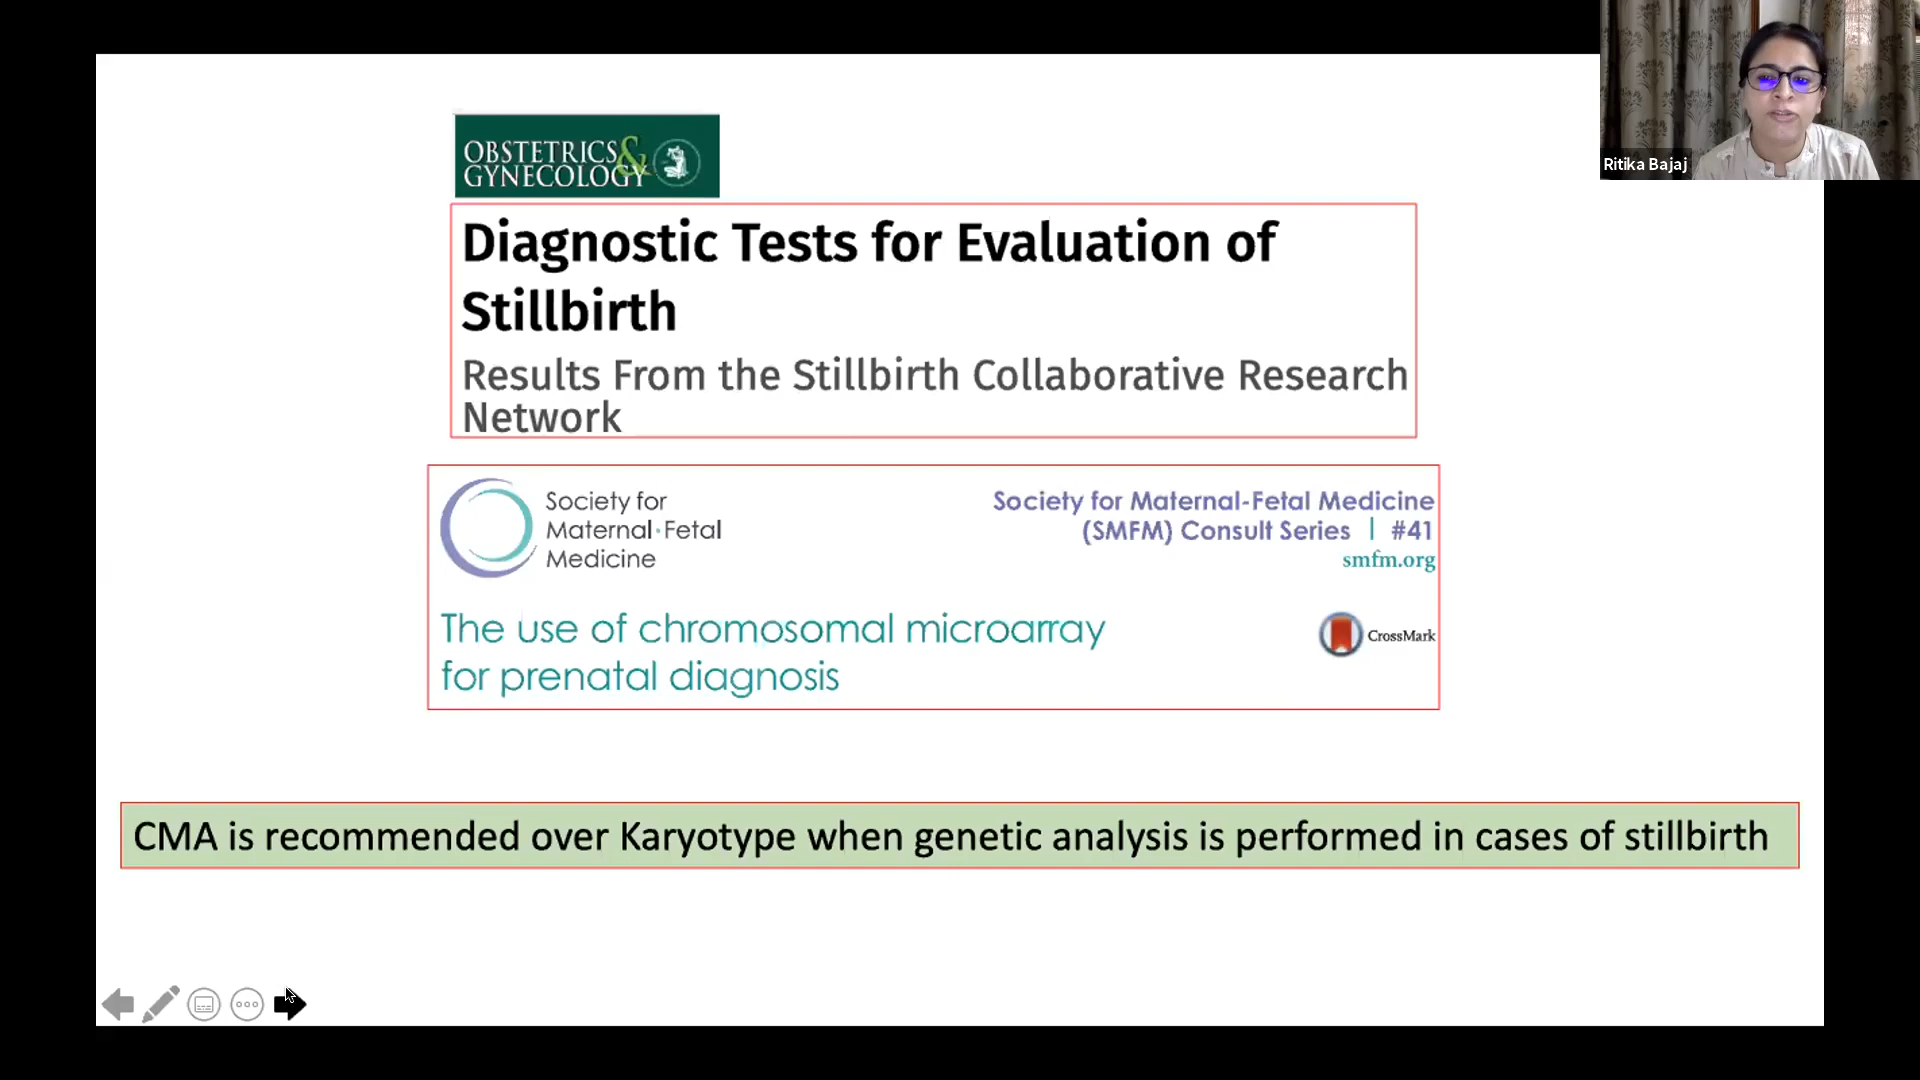 Ritika Bajaj
OBSTETRICS &
GYNECOLOGY
Diagnostic Tests for Evaluation of
Stillbirth
Results From the Stillbirth Collaborative Research
Network
Society for
Maternal·Fetal
Medicine
Society for Maternal-Fetal Medicine
(SMFM) Consult Series | #41
smfm.org
The use of chromosomal microarray
for prenatal diagnosis
CrossMark
CMA is recommended over Karyotype when genetic analysis is performed in cases of stillbirth